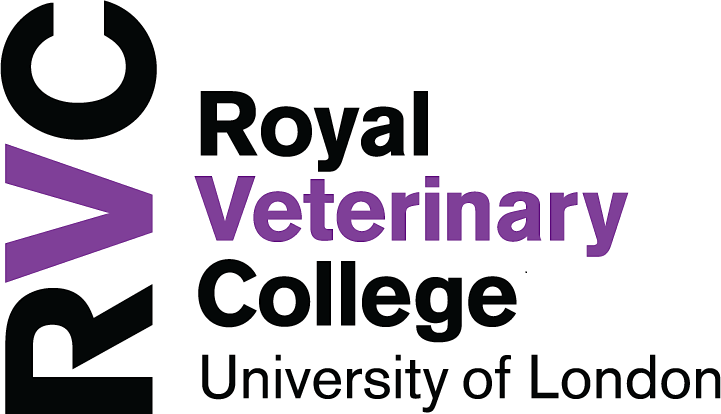 RVC
Royal
Veterinary
College
University of London